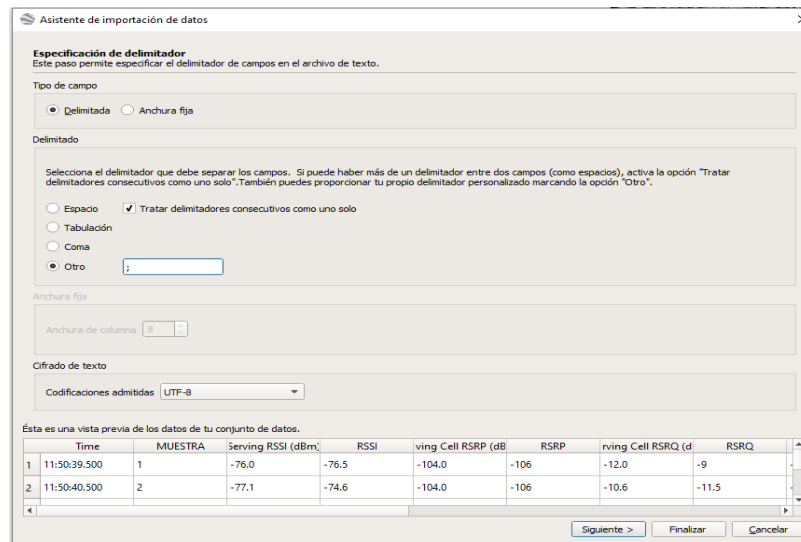 Asistente de importación de datos
Especificación de delimitador
Este paso permite especificar el delimitador de campos en el archivo de texto.
Tipo de campo
Delimitada Anchura fija
Delimitado
Selecciona el delimitador que debe separar los campos. Si puede haber más de un delimitador entre dos campos (como espacios), activa la opción "Tratar
delimitadores consecutivos como uno solo".También puedes proporcionar tu propio delimitador personalizado marcando la opción "Otro".
Espacio Tratar delimitadores consecutivos como uno solo
Tabulación
Coma
Otro ;
Anchura fija
Anchura de columna 8
Cifrado de texto
Codificaciones admitidas UTF-8
Ésta es una vista previa de los datos de tu conjunto de datos.
Time MUESTRA Serving RSSI (dBm) RSSI ving Cell RSRP (dB RSRP rving Cell RSRQ (d RSRQ
1 11:50:39.500 1 -76.0 -76.5 -104.0 -106 -12.0 -9
2 11:50:40.500 2 -77.1 -74.6 -104.0 -106 -10.6 -11.5
Siguiente > Finalizar Cancelar